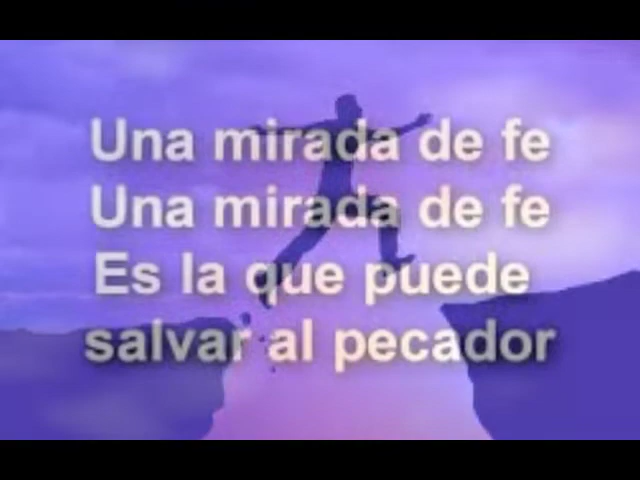 Una mirada de fe
Una mirada de fe
Es la que puede
salvar al pecador